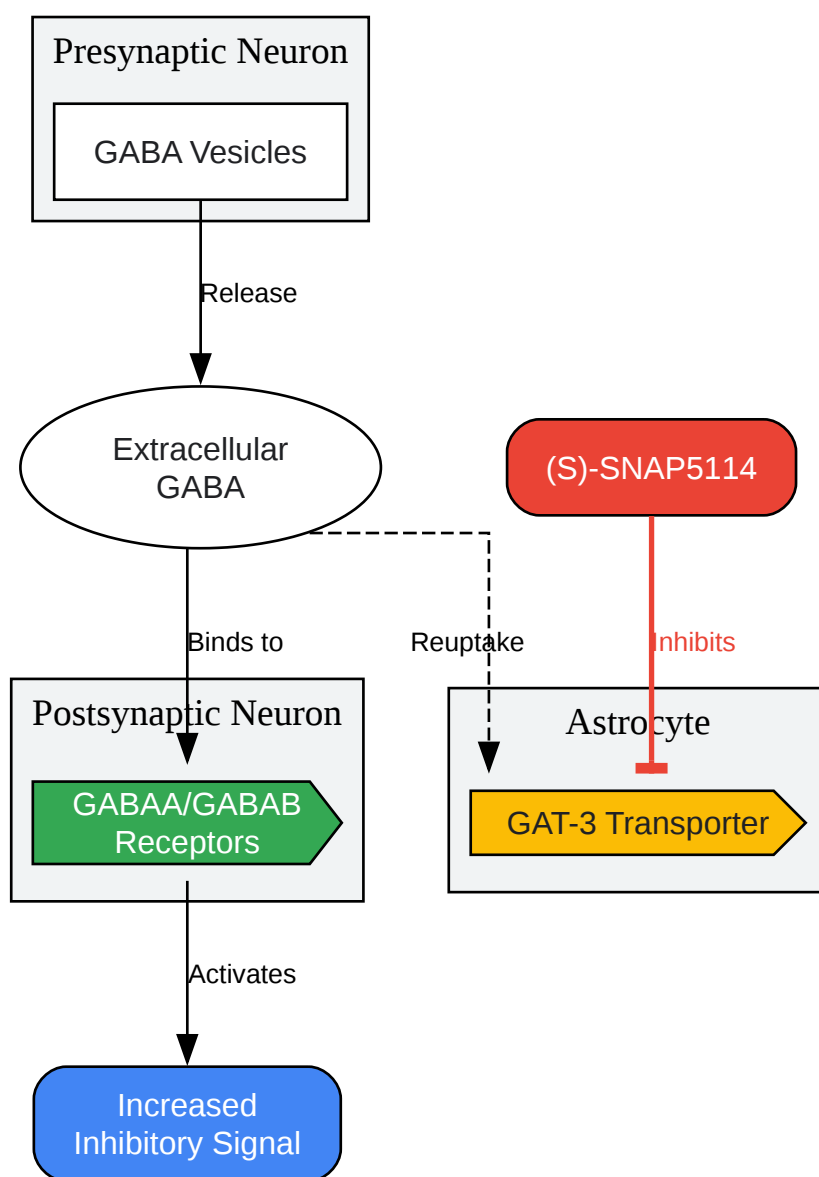 Presynaptic Neuron
GABA Vesicles
Release
Extracellular
GABA
(S)-SNAP5114
Binds to
Reuptake
Inhibits
Postsynaptic Neuron
Astrocyte
GABAA/GABAB
Receptors
GAT-3 Transporter
Activates
Increased
Inhibitory Signal